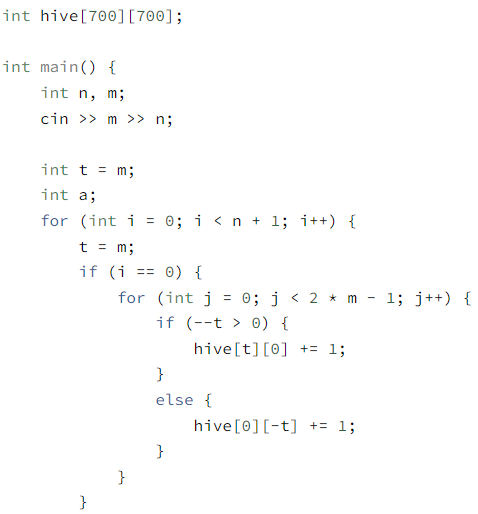 int hive[700][700];
int main() {
    int n, m;
    cin >> m >> n;
    int t = m;
    int a;
    for (int i = 0; i < n + 1; i++) {
        t = m;
        if (i == 0) {
            for (int j = 0; j < 2 * m - 1; j++) {
                if (--t > 0) {
                    hive[t][0] += 1;
                }
                else {
                    hive[0][-t] += 1;
                }
            }
        }